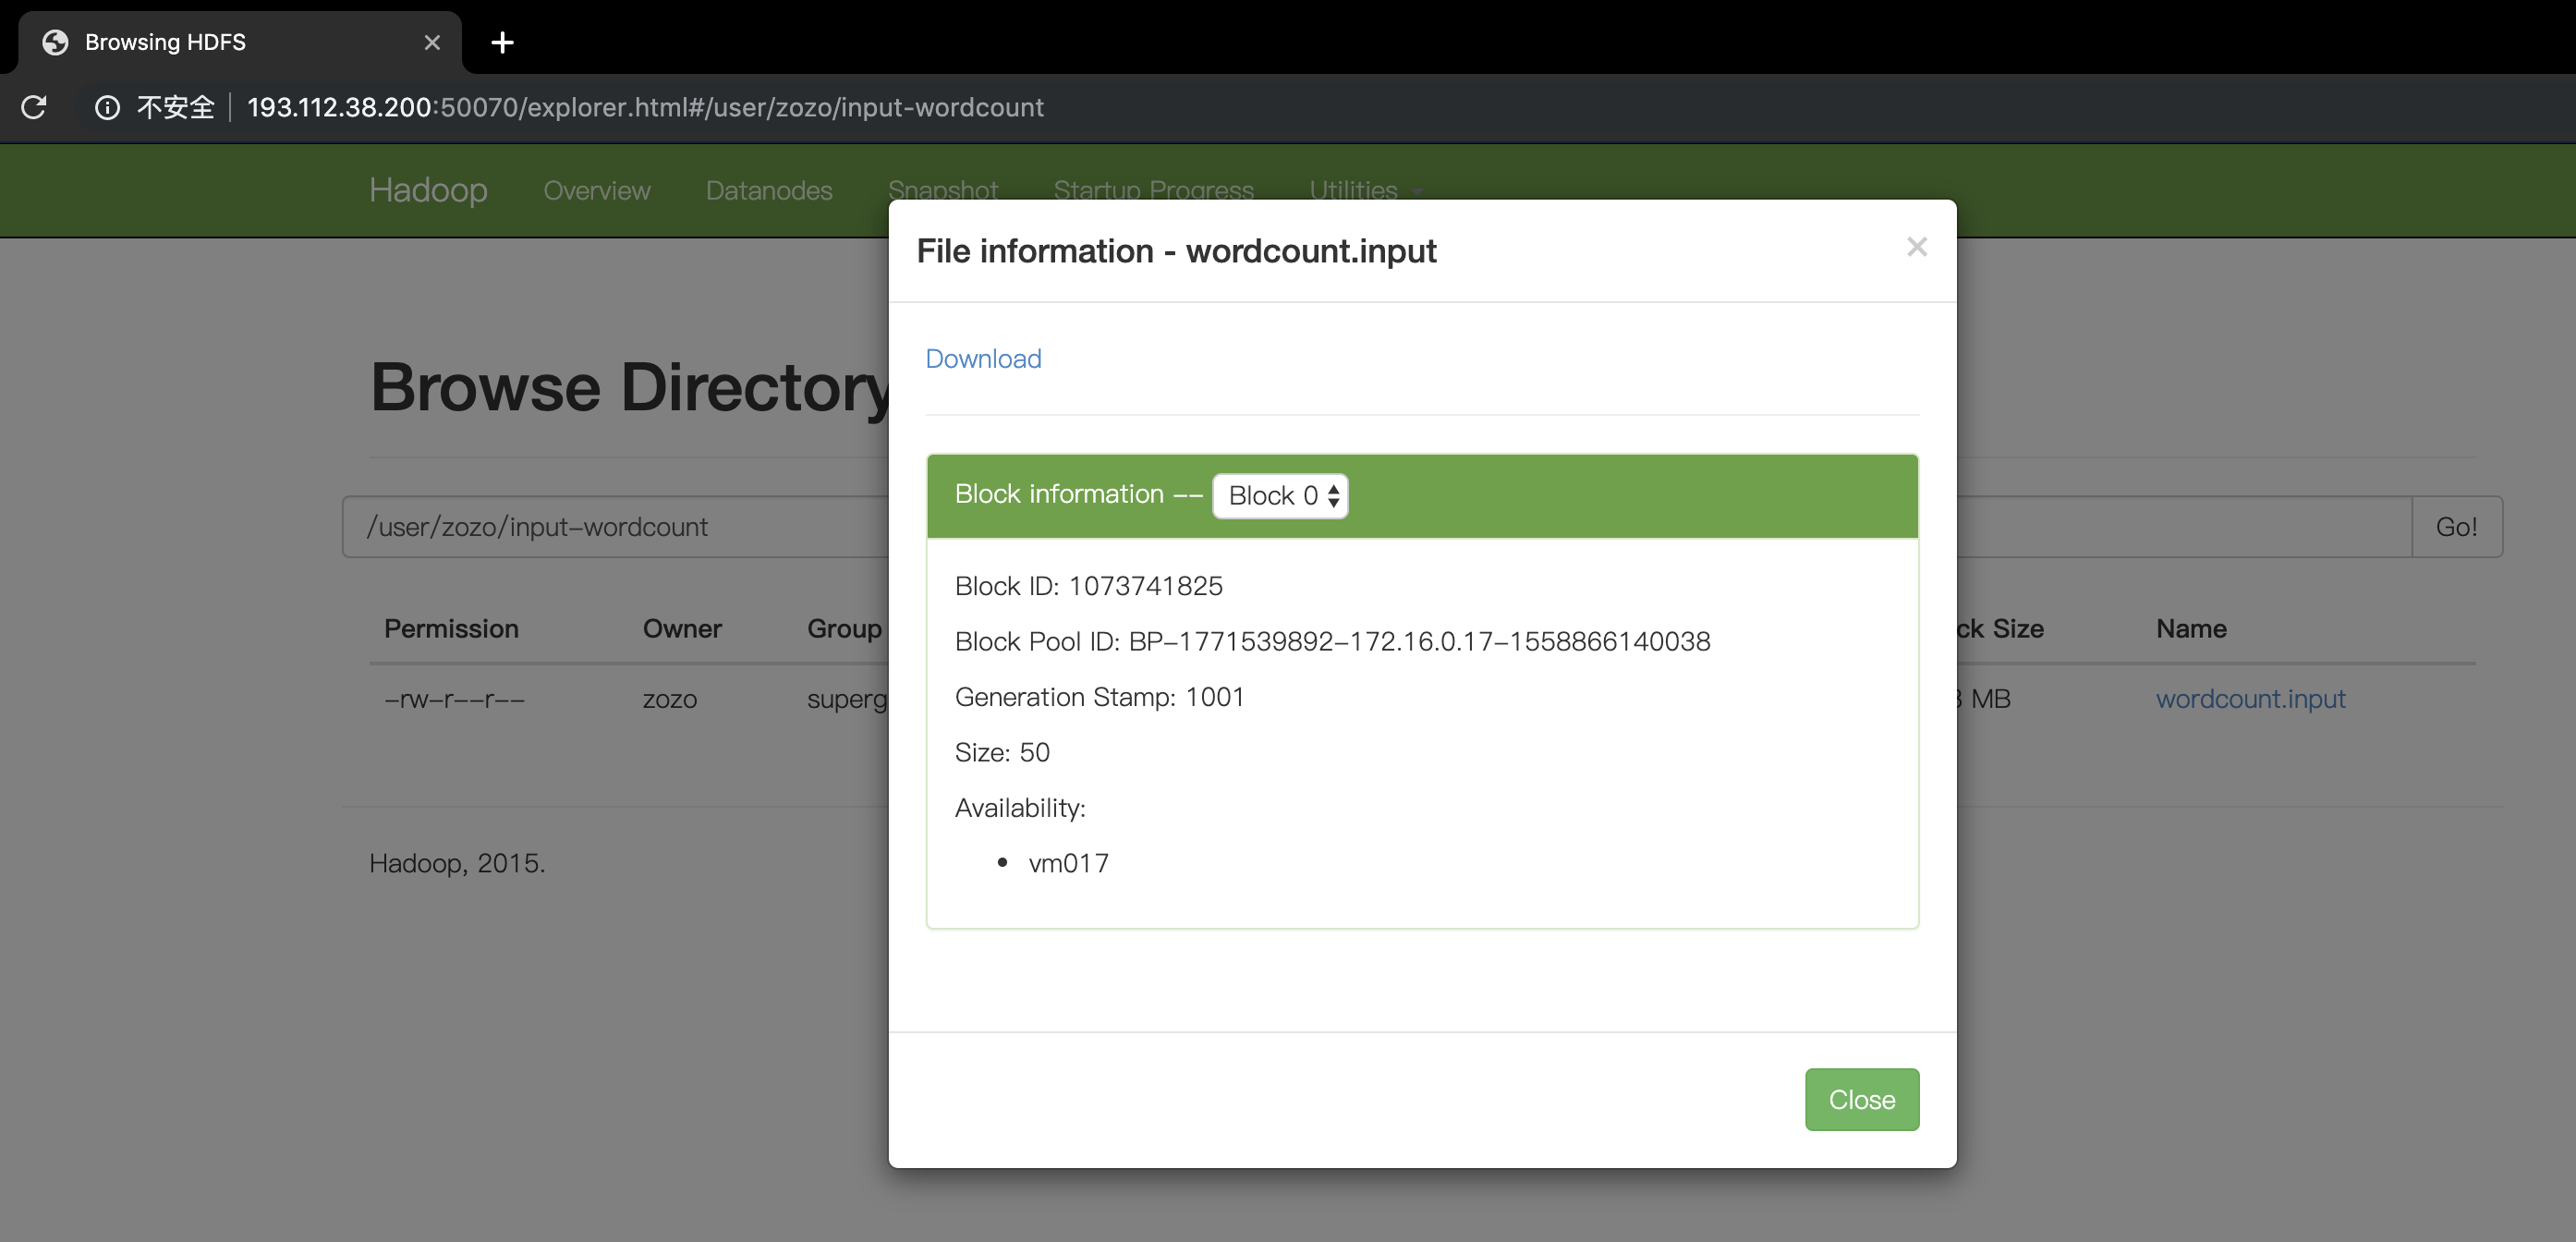 Browsing HDFS
不安全 193.112.38.200:50070/explorer.html#/user/zozo/input-wordcount
Hadoop Overview Datanodes Snapshot Startup Progress Utilities
File information - wordcount.input
Download
Browse Directory
Block information -- Block 0
/user/zozo/input-wordcount
Go!
Block ID: 1073741825
Permission Owner Group
ck Size Name
Block Pool ID: BP-1771539892-172.16.0.17-1558866140038
-rw-r--r-- zozo superg
MB wordcount.input
Generation Stamp: 1001
Size: 50
Availability:
• vm017
Hadoop, 2015.
Close